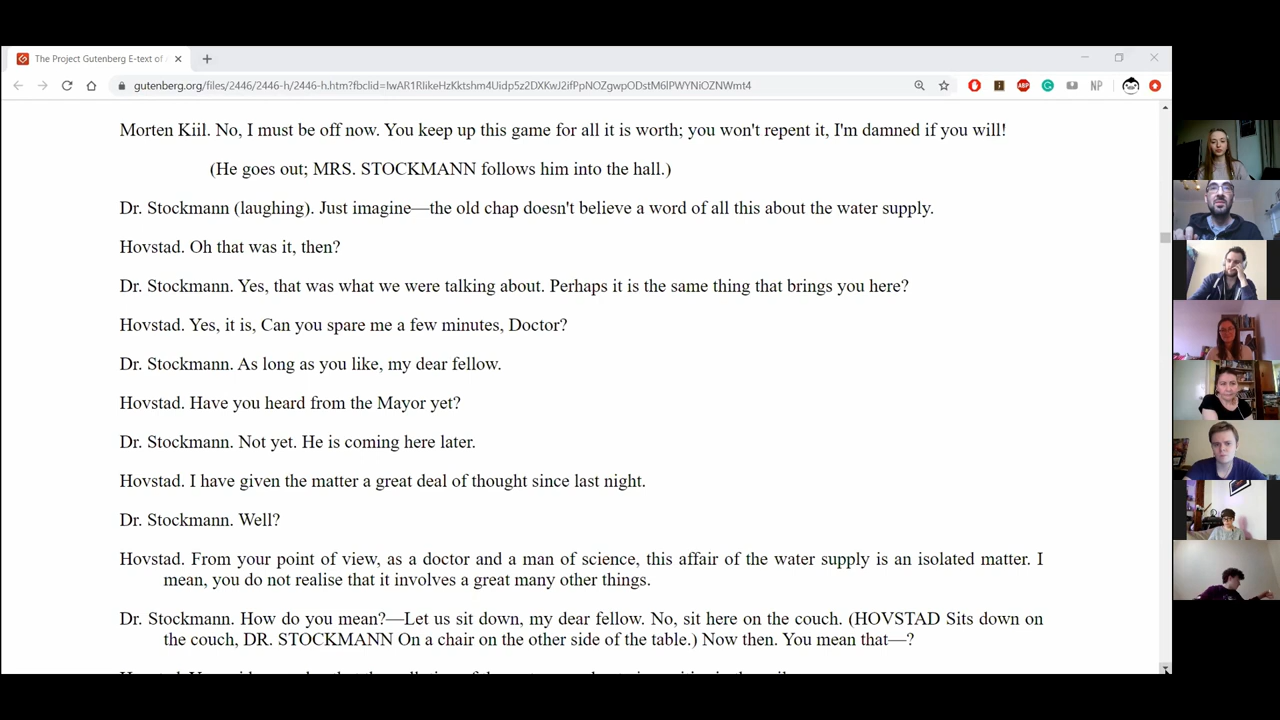 The Project Gutenberg E-text of
gutenberg.org/files/2446/2446-h/2446-h.htm?fbclid=IwAR1RIikeHzKktshm4Uidp5z2DXKwJ2ifPpNOZgwpODstM6lPWYNiOZNWmt4
ABP
NP
Morten Kiil. No, I must be off now. You keep up this game for all it is worth; you won't repent it, I'm damned if you will!
(He goes out; MRS. STOCKMANN follows him into the hall.)
Dr. Stockmann (laughing). Just imagine—the old chap doesn't believe a word of all this about the water supply.
Hovstad. Oh that was it, then?
Dr. Stockmann. Yes, that was what we were talking about. Perhaps it is the same thing that brings you here?
Hovstad. Yes, it is, Can you spare me a few minutes, Doctor?
Dr. Stockmann. As long as you like, my dear fellow.
Hovstad. Have you heard from the Mayor yet?
Dr. Stockmann. Not yet. He is coming here later.
Hovstad. I have given the matter a great deal of thought since last night.
Dr. Stockmann. Well?
Hovstad. From your point of view, as a doctor and a man of science, this affair of the water supply is an isolated matter. I
mean, you do not realise that it involves a great many other things.
Dr. Stockmann. How do you mean?—Let us sit down, my dear fellow. No, sit here on the couch. (HOVSTAD Sits down on
the couch, DR. STOCKMANN On a chair on the other side of the table.) Now then. You mean that—?